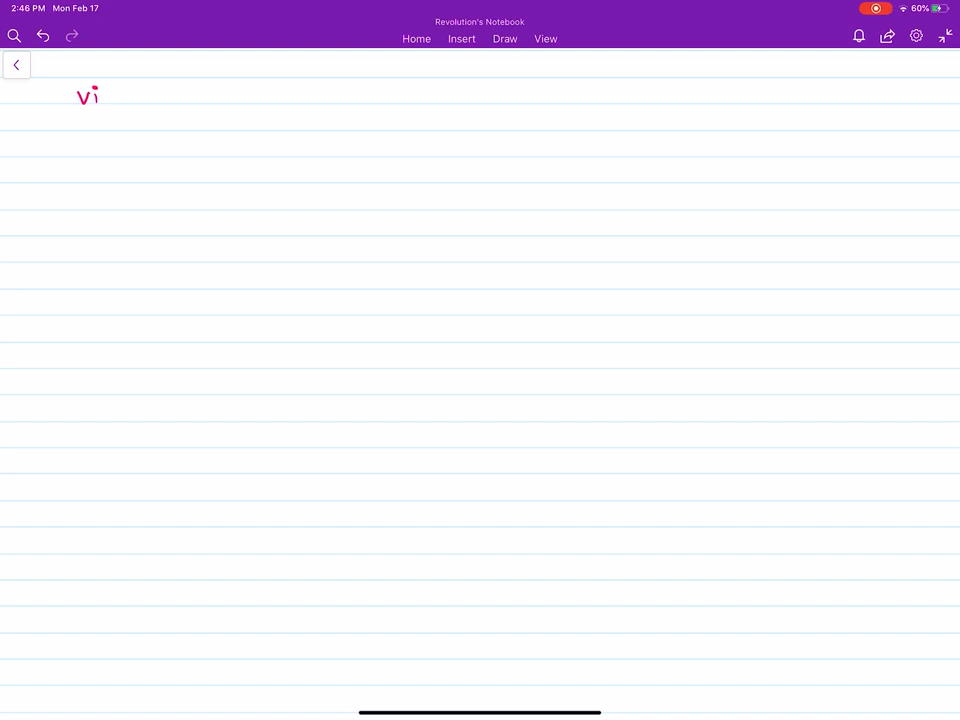 2:46 PM Mon Feb 17 60%
Revolution's Notebook
Home Insert Draw View
vi